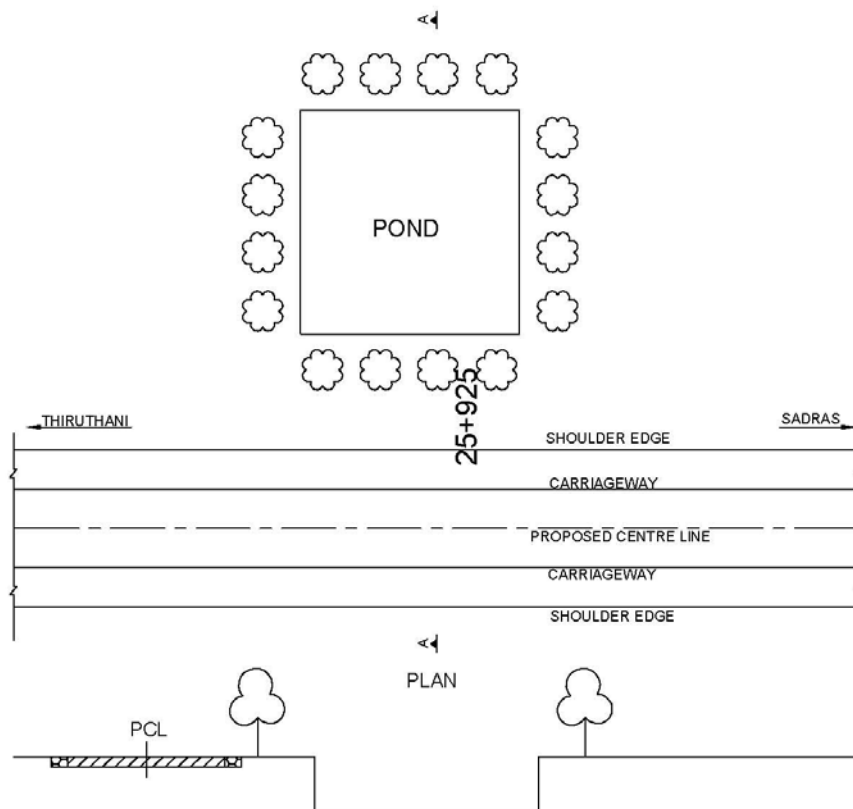 A
POND
25+925
THIRUTHANI
SADRAS
SHOULDER EDGE
CARRIAGEWAY
PROPOSED CENTRE LINE
CARRIAGEWAY
SHOULDER EDGE
A
PLAN
PCL